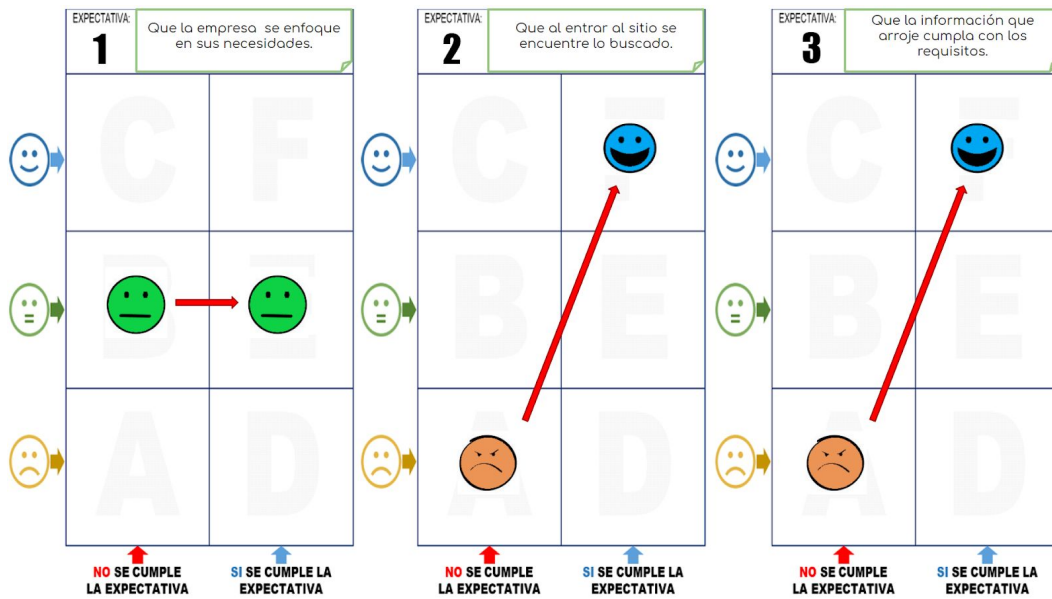 EXPECTATIVA:
1
Que la empresa se enfoque
en sus necesidades.
C
F
B
E
A
D
NO SE CUMPLE
LA EXPECTATIVA
SI SE CUMPLE LA
EXPECTATIVA
EXPECTATIVA:
2
Que al entrar al sitio se
encuentre lo buscado.
C
F
B
E
A
D
NO SE CUMPLE
LA EXPECTATIVA
SI SE CUMPLE LA
EXPECTATIVA
EXPECTATIVA:
3
Que la información que
arroje cumpla con los
requisitos.
C
F
B
E
A
D
NO SE CUMPLE
LA EXPECTATIVA
SI SE CUMPLE LA
EXPECTATIVA